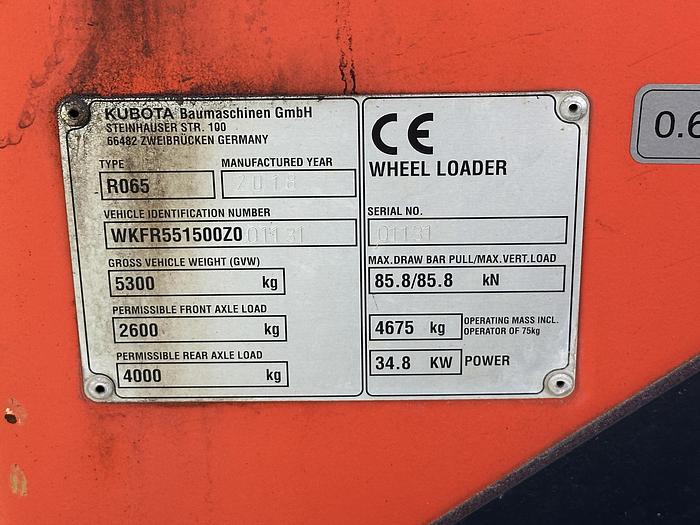 KUBOTA Baumaschinen GmbH
STEINHAUSER STR. 100
66482 ZWEIBRÜCKEN GERMANY
TYPE
R065
MANUFACTURED YEAR
2018
VEHICLE IDENTIFICATION NUMBER
WKFR551500Z001131
GROSS VEHICLE WEIGHT (GVW)
5300 kg
PERMISSIBLE FRONT AXLE LOAD
2600 kg
PERMISSIBLE REAR AXLE LOAD
4000 kg
CE
WHEEL LOADER
SERIAL NO.
01131
MAX.DRAW BAR PULL/MAX.VERT.LOAD
85.8/85.8 kN
4675 kg
OPERATING MASS INCL.
OPERATOR OF 75kg
34.8 KW POWER